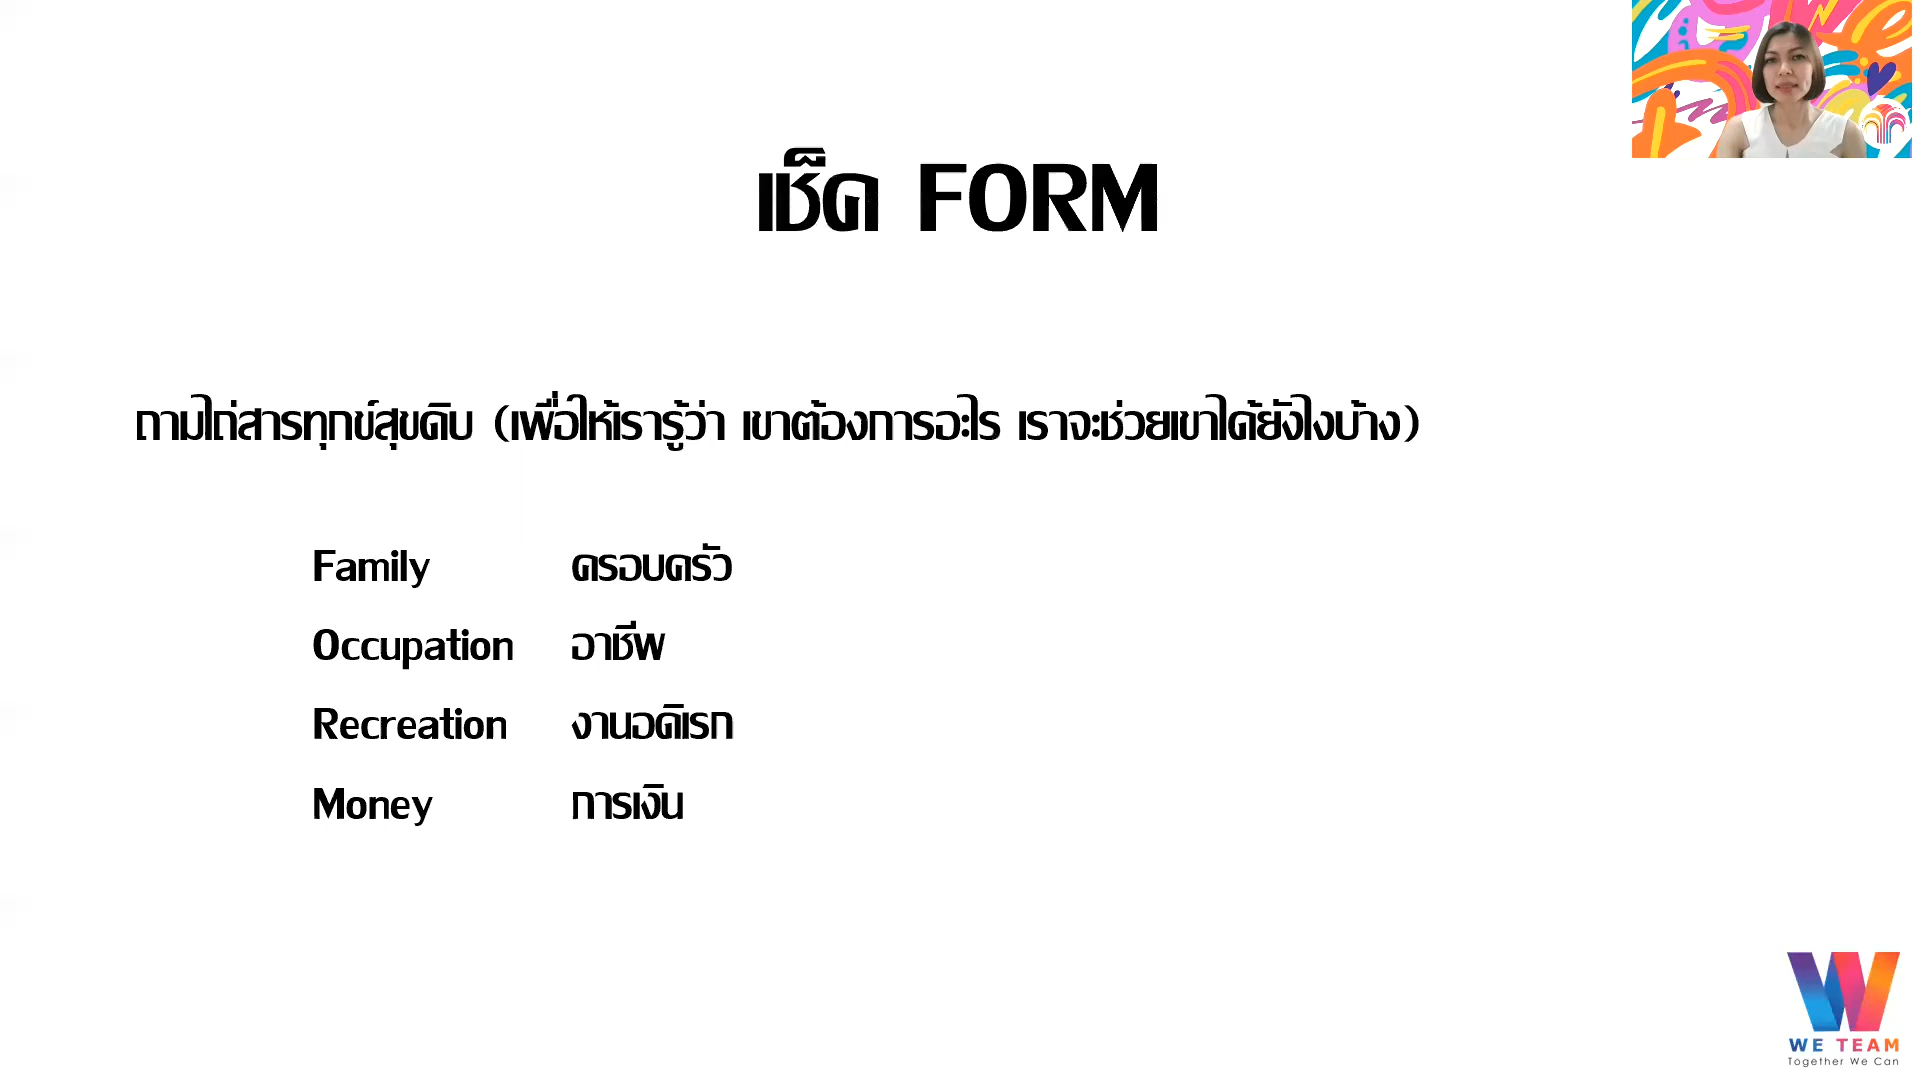 เช็ค FORM
ถามไถ่สารทุกข์สุขดิบ (เพื่อให้เรารู้ว่า เขาต้องการอะไร เราจะช่วยเขาได้ยังไงบ้าง)
Family ครอบครัว
Occupation อาชีพ
Recreation งานอดิเรก
Money การเงิน
WE TEAM
Together We Can